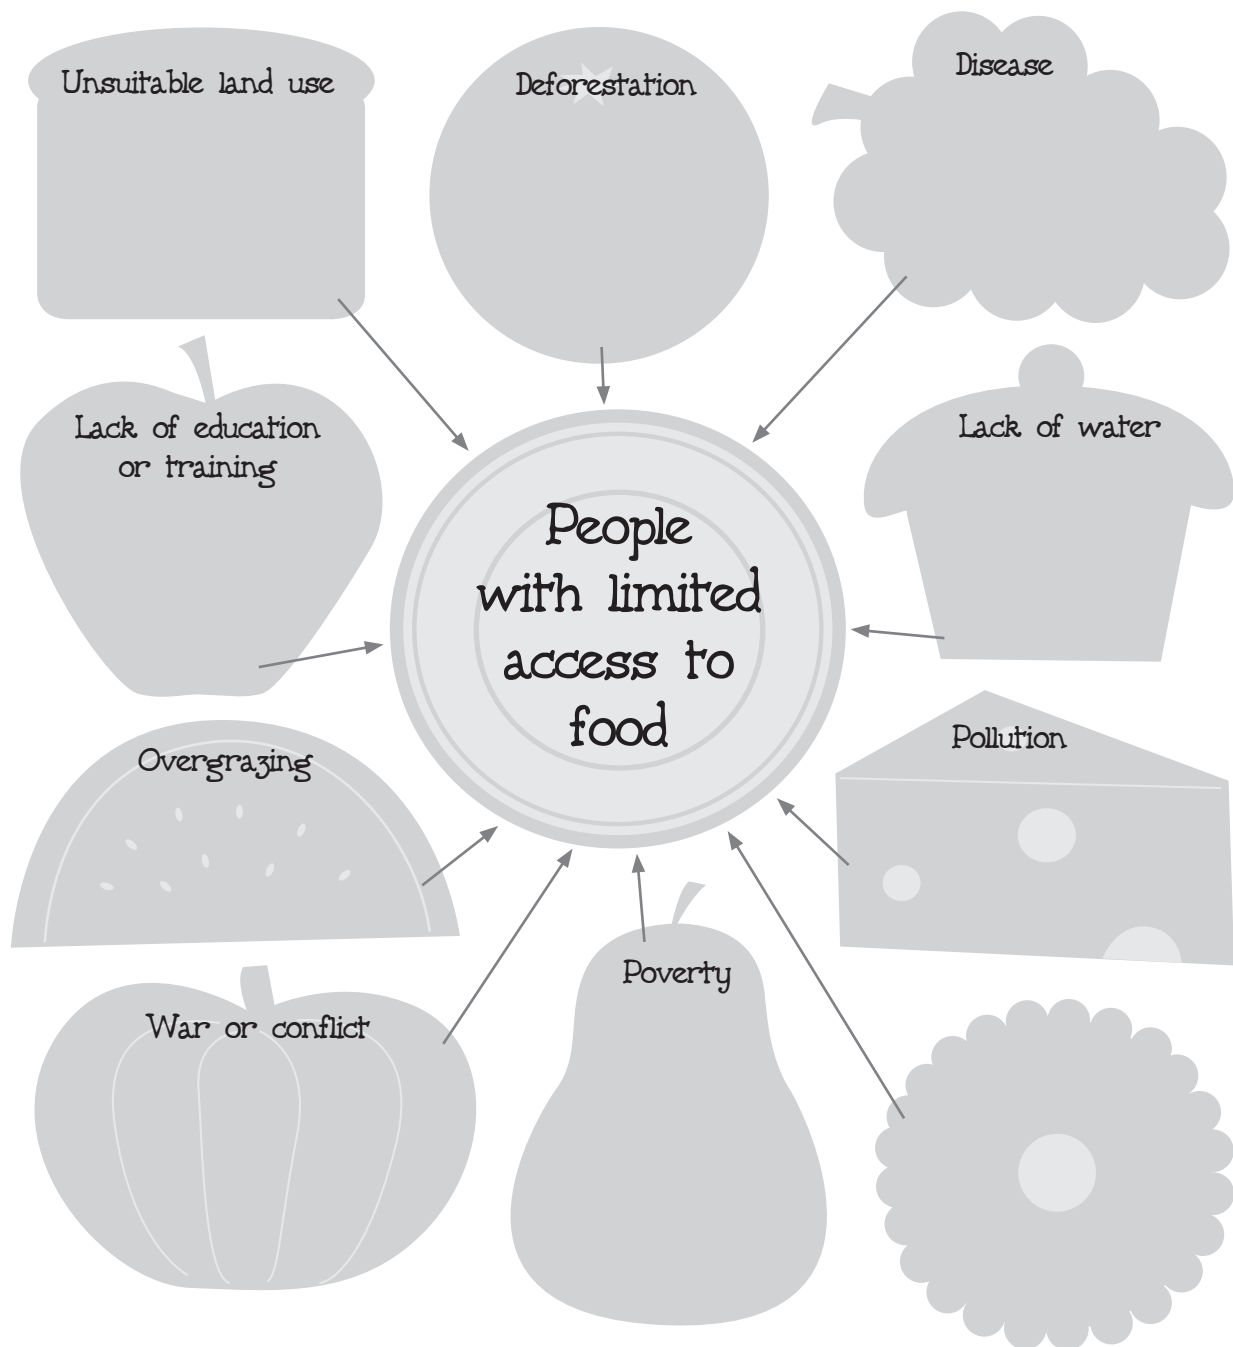 Unsuitable land use
Deforestation
Disease
Lack of education
or training
Lack of water
People
with limited
access to
food
Overgrazing
Pollution
War or conflict
Poverty